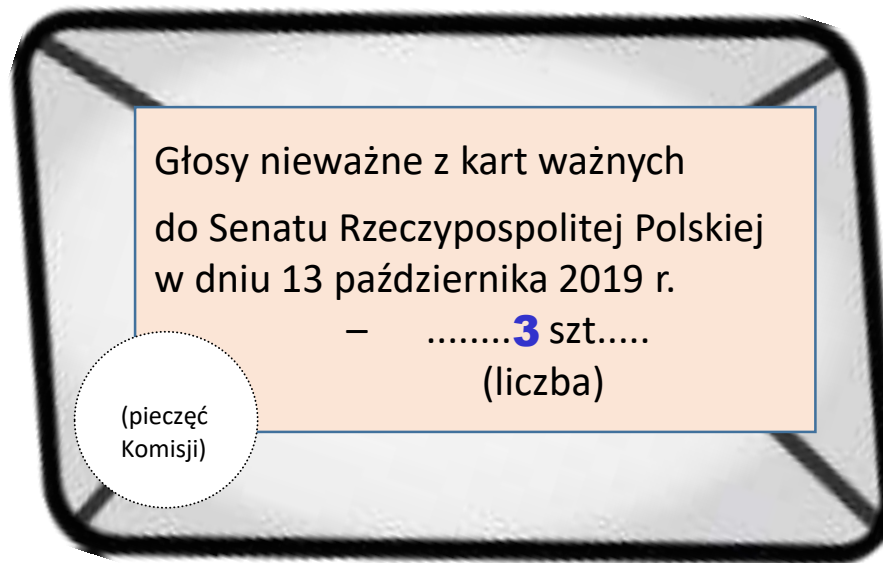 Głosy nieważne z kart ważnych
do Senatu Rzeczypospolitej Polskiej
w dniu 13 października 2019 r.
– ........3 szt.....
(liczba)
(pieczęć
Komisji)